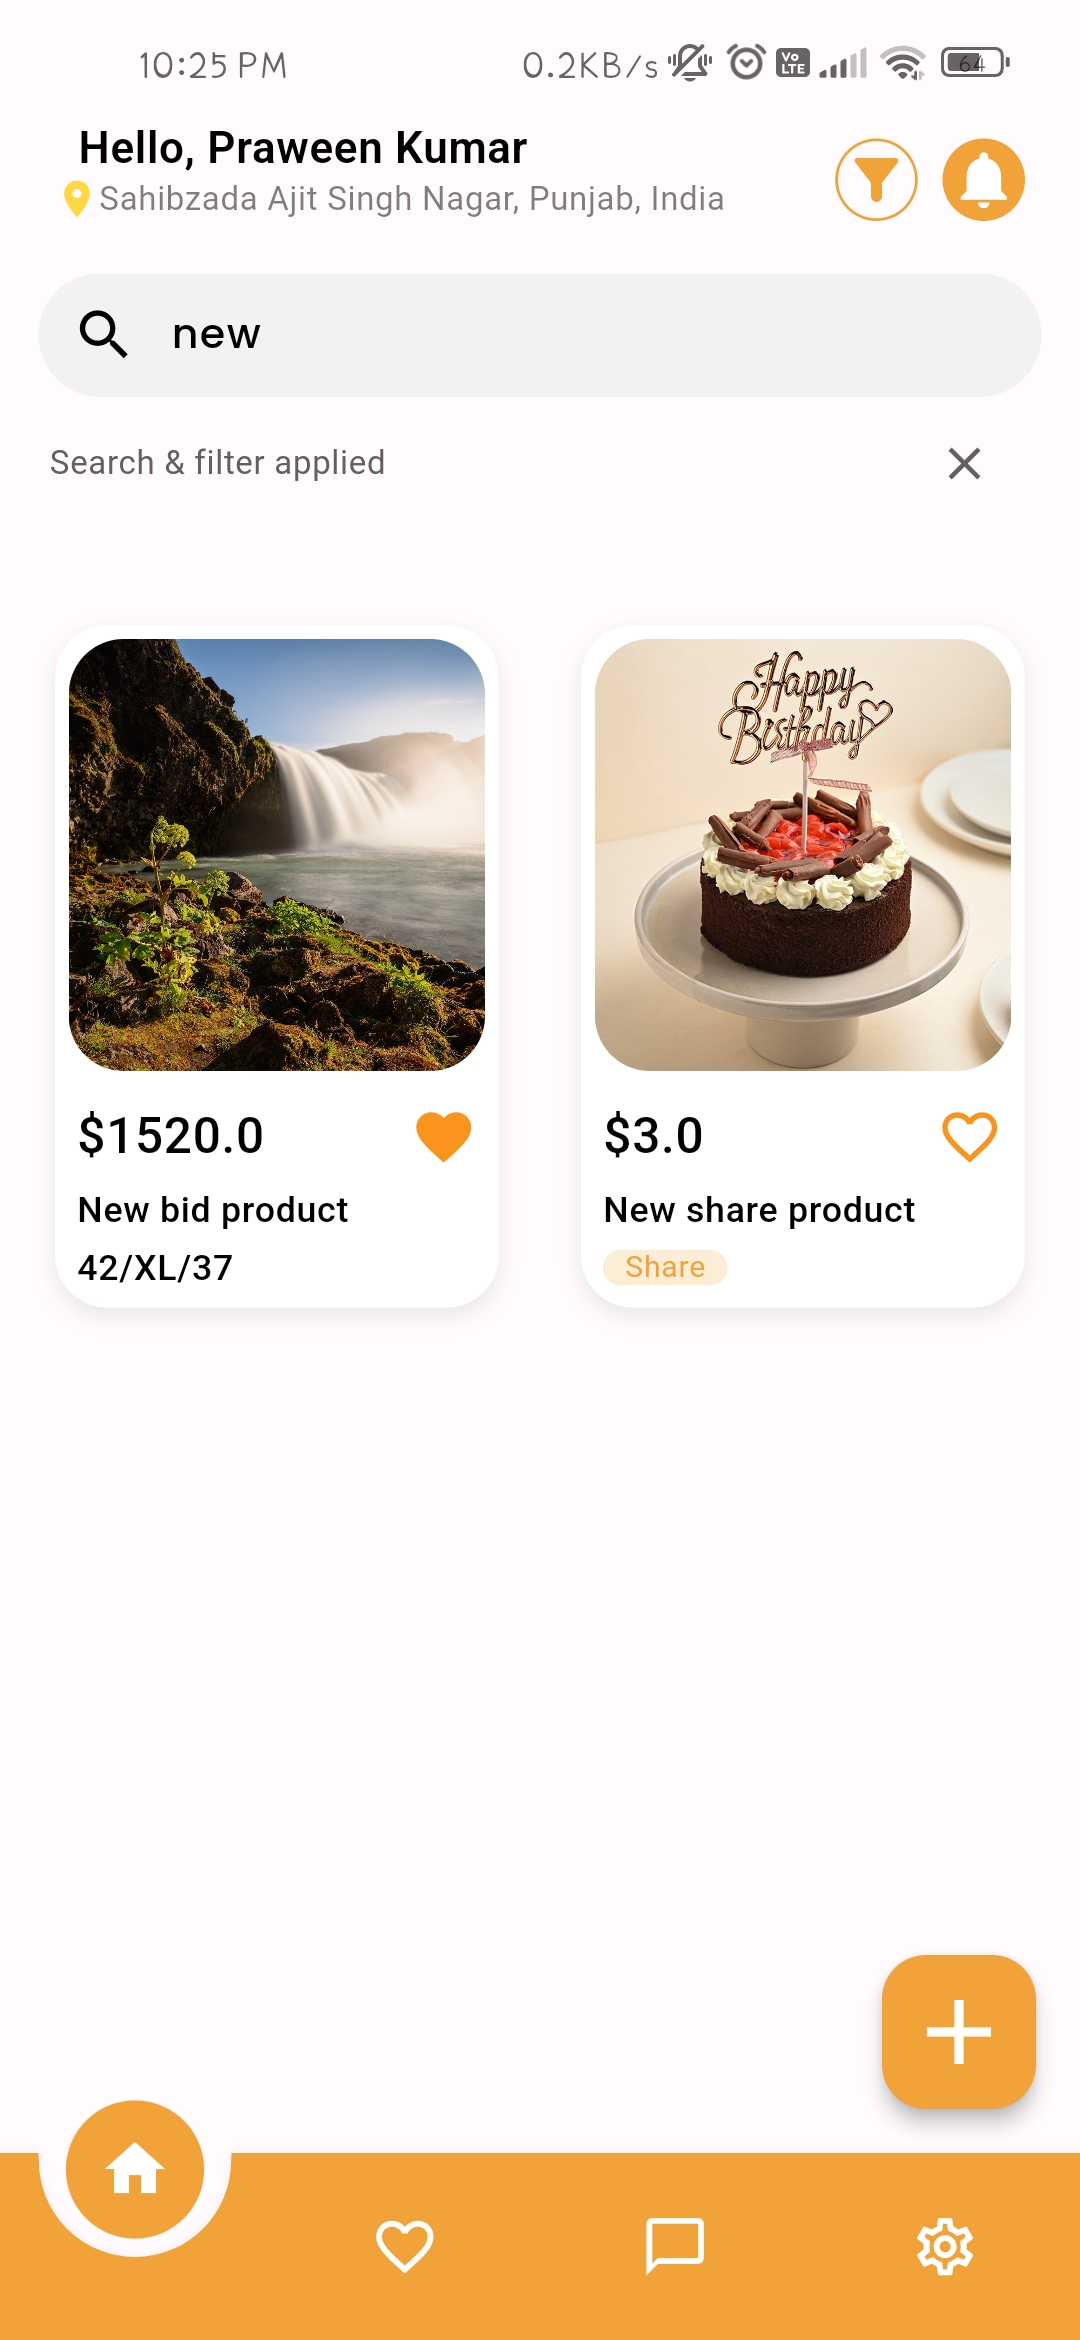 10:25 PM 0.2KB/s Vo LTE 64
Hello, Praween Kumar
Sahibzada Ajit Singh Nagar, Punjab, India
new
Search & filter applied
Happy
Birthday
$1520.0
New bid product
42/XL/37
$3.0
New share product
Share